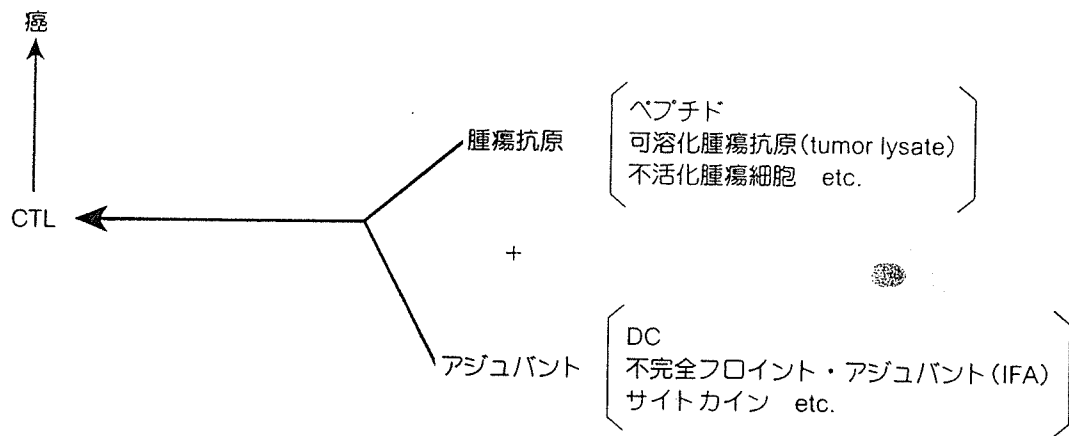 癌
ペプチド
腫瘍抗原
可溶化腫瘍抗原(tumor lysate)
不活化腫瘍細胞 etc.
CTL
+
DC
アジュバント
不完全フロイント・アジュバント(IFA)
サイトカイン etc.